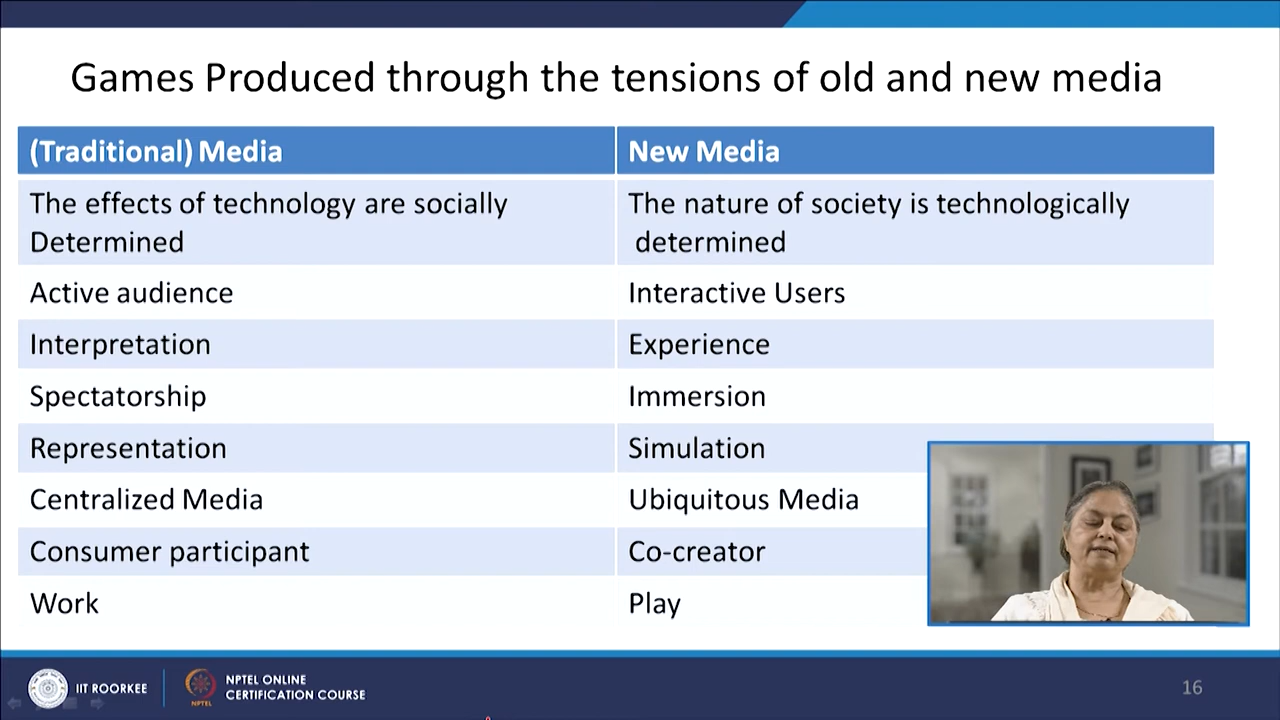 Games Produced through the tensions of old and new media
(Traditional) Media
New Media
The effects of technology are socially
Determined
The nature of society is technologically
determined
Active audience
Interactive Users
Interpretation
Experience
Spectatorship
Immersion
Representation
Simulation
Centralized Media
Ubiquitous Media
Consumer participant
Co-creator
Work
Play
IIT ROORKEE
NPTEL
NPTEL ONLINE
CERTIFICATION COURSE
16